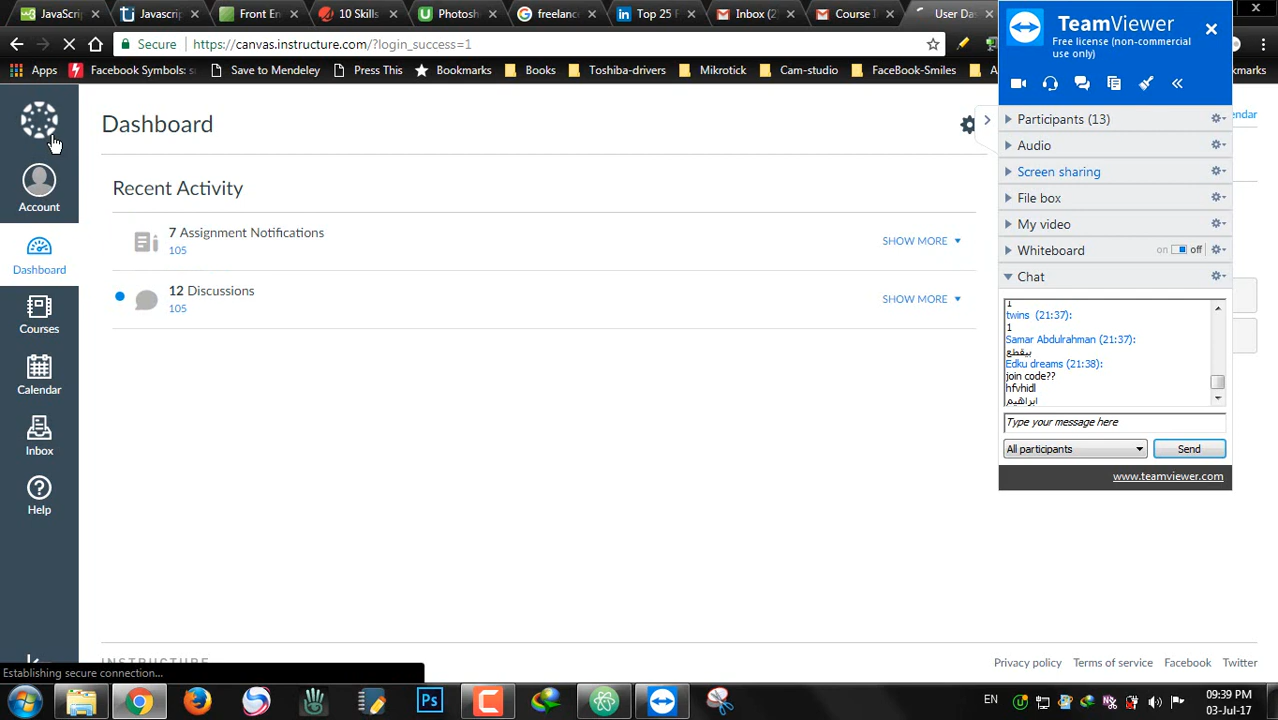 JavaScri
Javascrip
Front En
10 Skills
Photosh
freelanc
Top 25 F
Inbox (2
Course I
User Da
Secure
https://canvas.instructure.com/?login_success=1
Apps
Facebook Symbols: s
Save to Mendeley
Press This
Bookmarks
Books
Toshiba-drivers
Mikrotick
Cam-studio
FaceBook-Smiles
TeamViewer
Free license (non-commercial
use only)
Participants (13)
Audio
Screen sharing
File box
My video
Whiteboard
on
off
Chat
1
twins (21:37):
1
Samar Abdulrahman (21:37):
بيقطع
Edku dreams (21:38):
join code??
hfvhidl
ابراهيم
Type your message here
All participants
Send
www.teamviewer.com
Dashboard
Recent Activity
7 Assignment Notifications
105
SHOW MORE
12 Discussions
105
SHOW MORE
Account
Dashboard
Courses
Calendar
Inbox
Help
INSTRUCTURE
Privacy policy
Terms of service
Facebook
Twitter
Establishing secure connection...
Ps
EN
09:39 PM
03-Jul-17